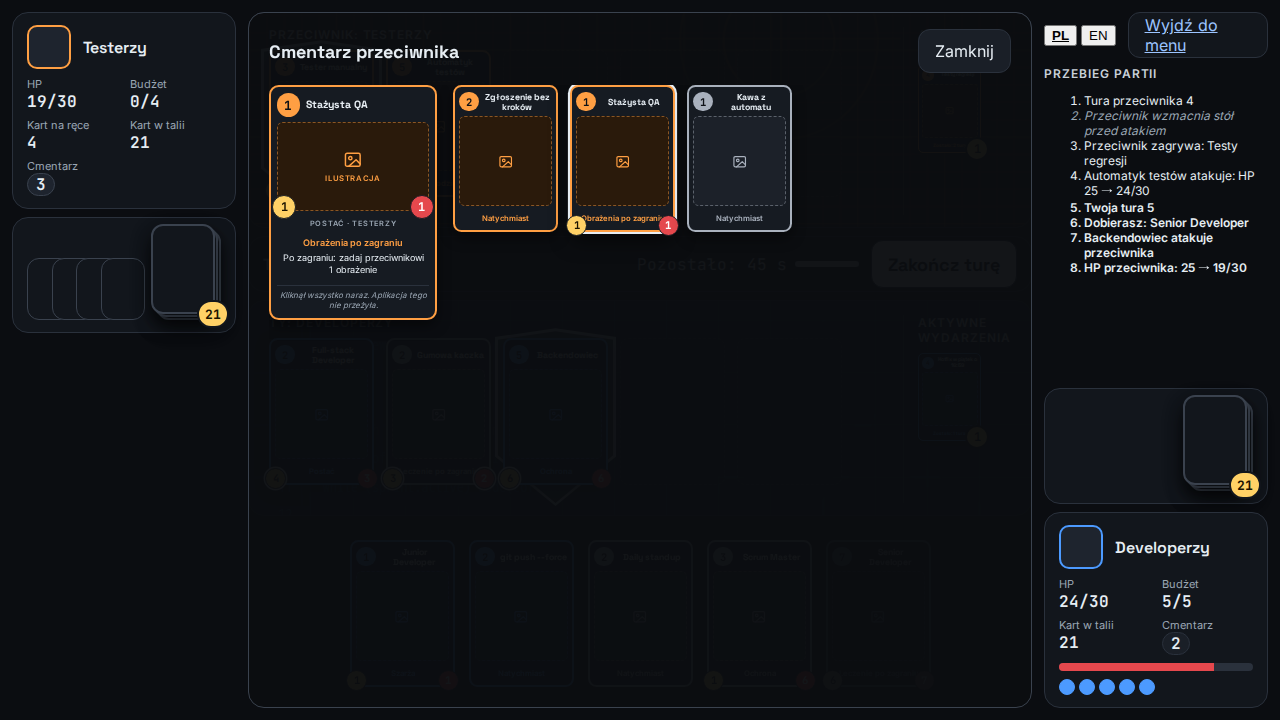 Testerzy
HP
19/30
Budżet
0/4
Kart na ręce
4
Kart w talii
21
Cmentarz
3
21
PRZECIWNIK: TESTERZY
Cmentarz przeciwnika
Zamknij
1
Stażysta QA
ILUSTRACJA
1
1
POSTAĆ · TESTERZY
Obrażenia po zagraniu
Po zagraniu: zadaj przeciwnikowi
1 obrażenie
Kliknął wszystko naraz. Aplikacja tego
nie przeżyła.
2
Zgłoszenie bez
kroków
Natychmiast
1
Stażysta QA
Obrażenia po zagraniu
1
1
1
Kawa z
automatu
Natychmiast
Pozostało: 45 s
Zakończ turę
AKTYWNE
WYDARZENIA
PL
EN
Wyjdź do
menu
PRZEBIEG PARTII
1. Tura przeciwnika 4
2. Przeciwnik wzmacnia stół
przed atakiem
3. Przeciwnik zagrywa: Testy
regresji
4. Automatyk testów atakuje: HP
25 → 24/30
5. Twoja tura 5
6. Dobierasz: Senior Developer
7. Backendowiec atakuje
przeciwnika
8. HP przeciwnika: 25 → 19/30
21
Developerzy
HP
24/30
Budżet
5/5
Kart w talii
21
Cmentarz
2